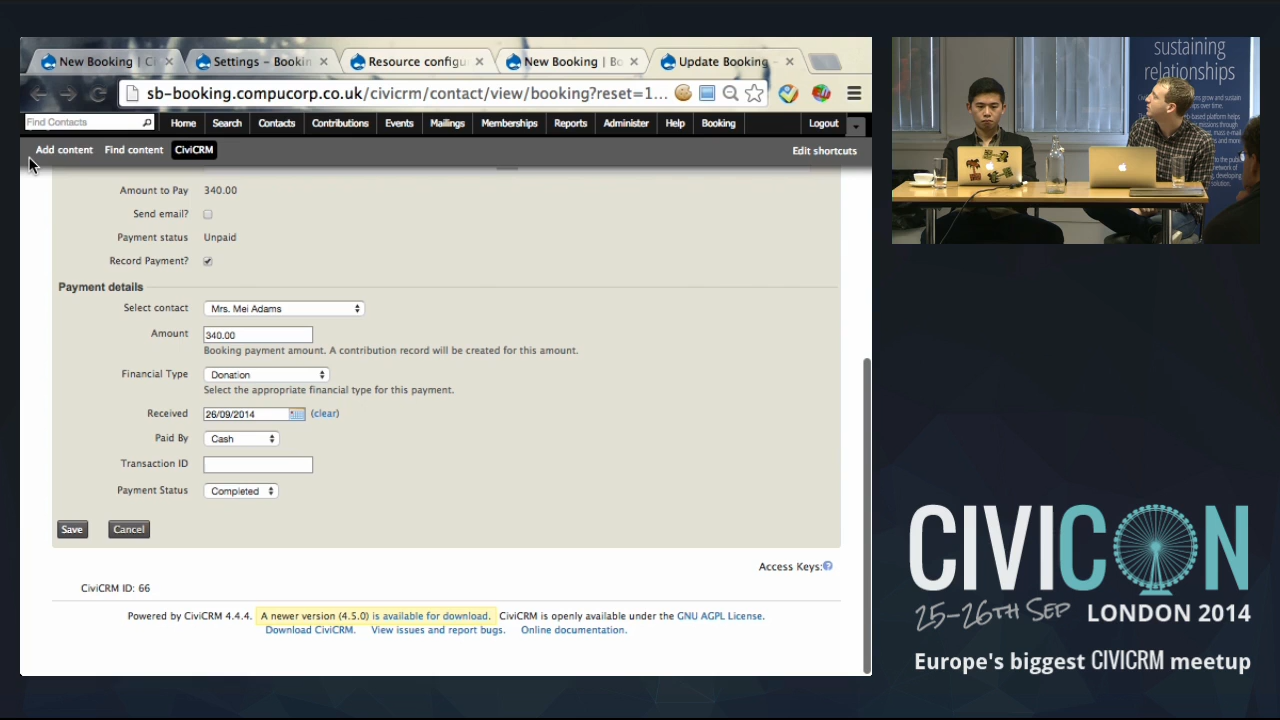 New Booking | Ci
Settings – Bookin
Resource configu
New Booking | Bo
Update Booking –
sb-booking.compucorp.co.uk/civicrm/contact/view/booking?reset=1...
Find Contacts
Home Search Contacts Contributions Events Mailings Memberships Reports Administer Help Booking Logout
Add content Find content CiviCRM Edit shortcuts
Amount to Pay 340.00
Send email?
Payment status Unpaid
Record Payment?
Payment details
Select contact Mrs. Mei Adams
Amount 340.00
Booking payment amount. A contribution record will be created for this amount.
Financial Type Donation
Select the appropriate financial type for this payment.
Received 26/09/2014 (clear)
Paid By Cash
Transaction ID
Payment Status Completed
Save Cancel
Access Keys:
CiviCRM ID: 66
Powered by CiviCRM 4.4.4. A newer version (4.5.0) is available for download. CiviCRM is openly available under the GNU AGPL License.
Download CiviCRM. View issues and report bugs. Online documentation.
sustaining
relationships
CIVICON
25-26TH SEP LONDON 2014
Europe's biggest CIVICRM meetup